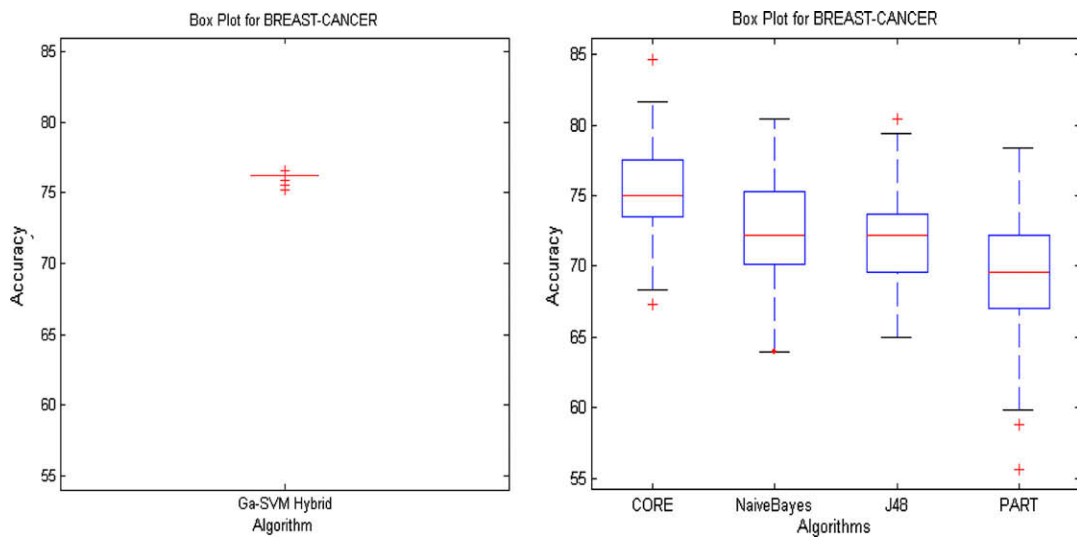 Box Plot for BREAST-CANCER
85
80
75
70
65
60
55
Accuracy
Ga-SVM Hybrid
Algorithm
Box Plot for BREAST-CANCER
85
80
75
70
65
60
55
Accuracy
CORE NaiveBayes J48 PART
Algorithms